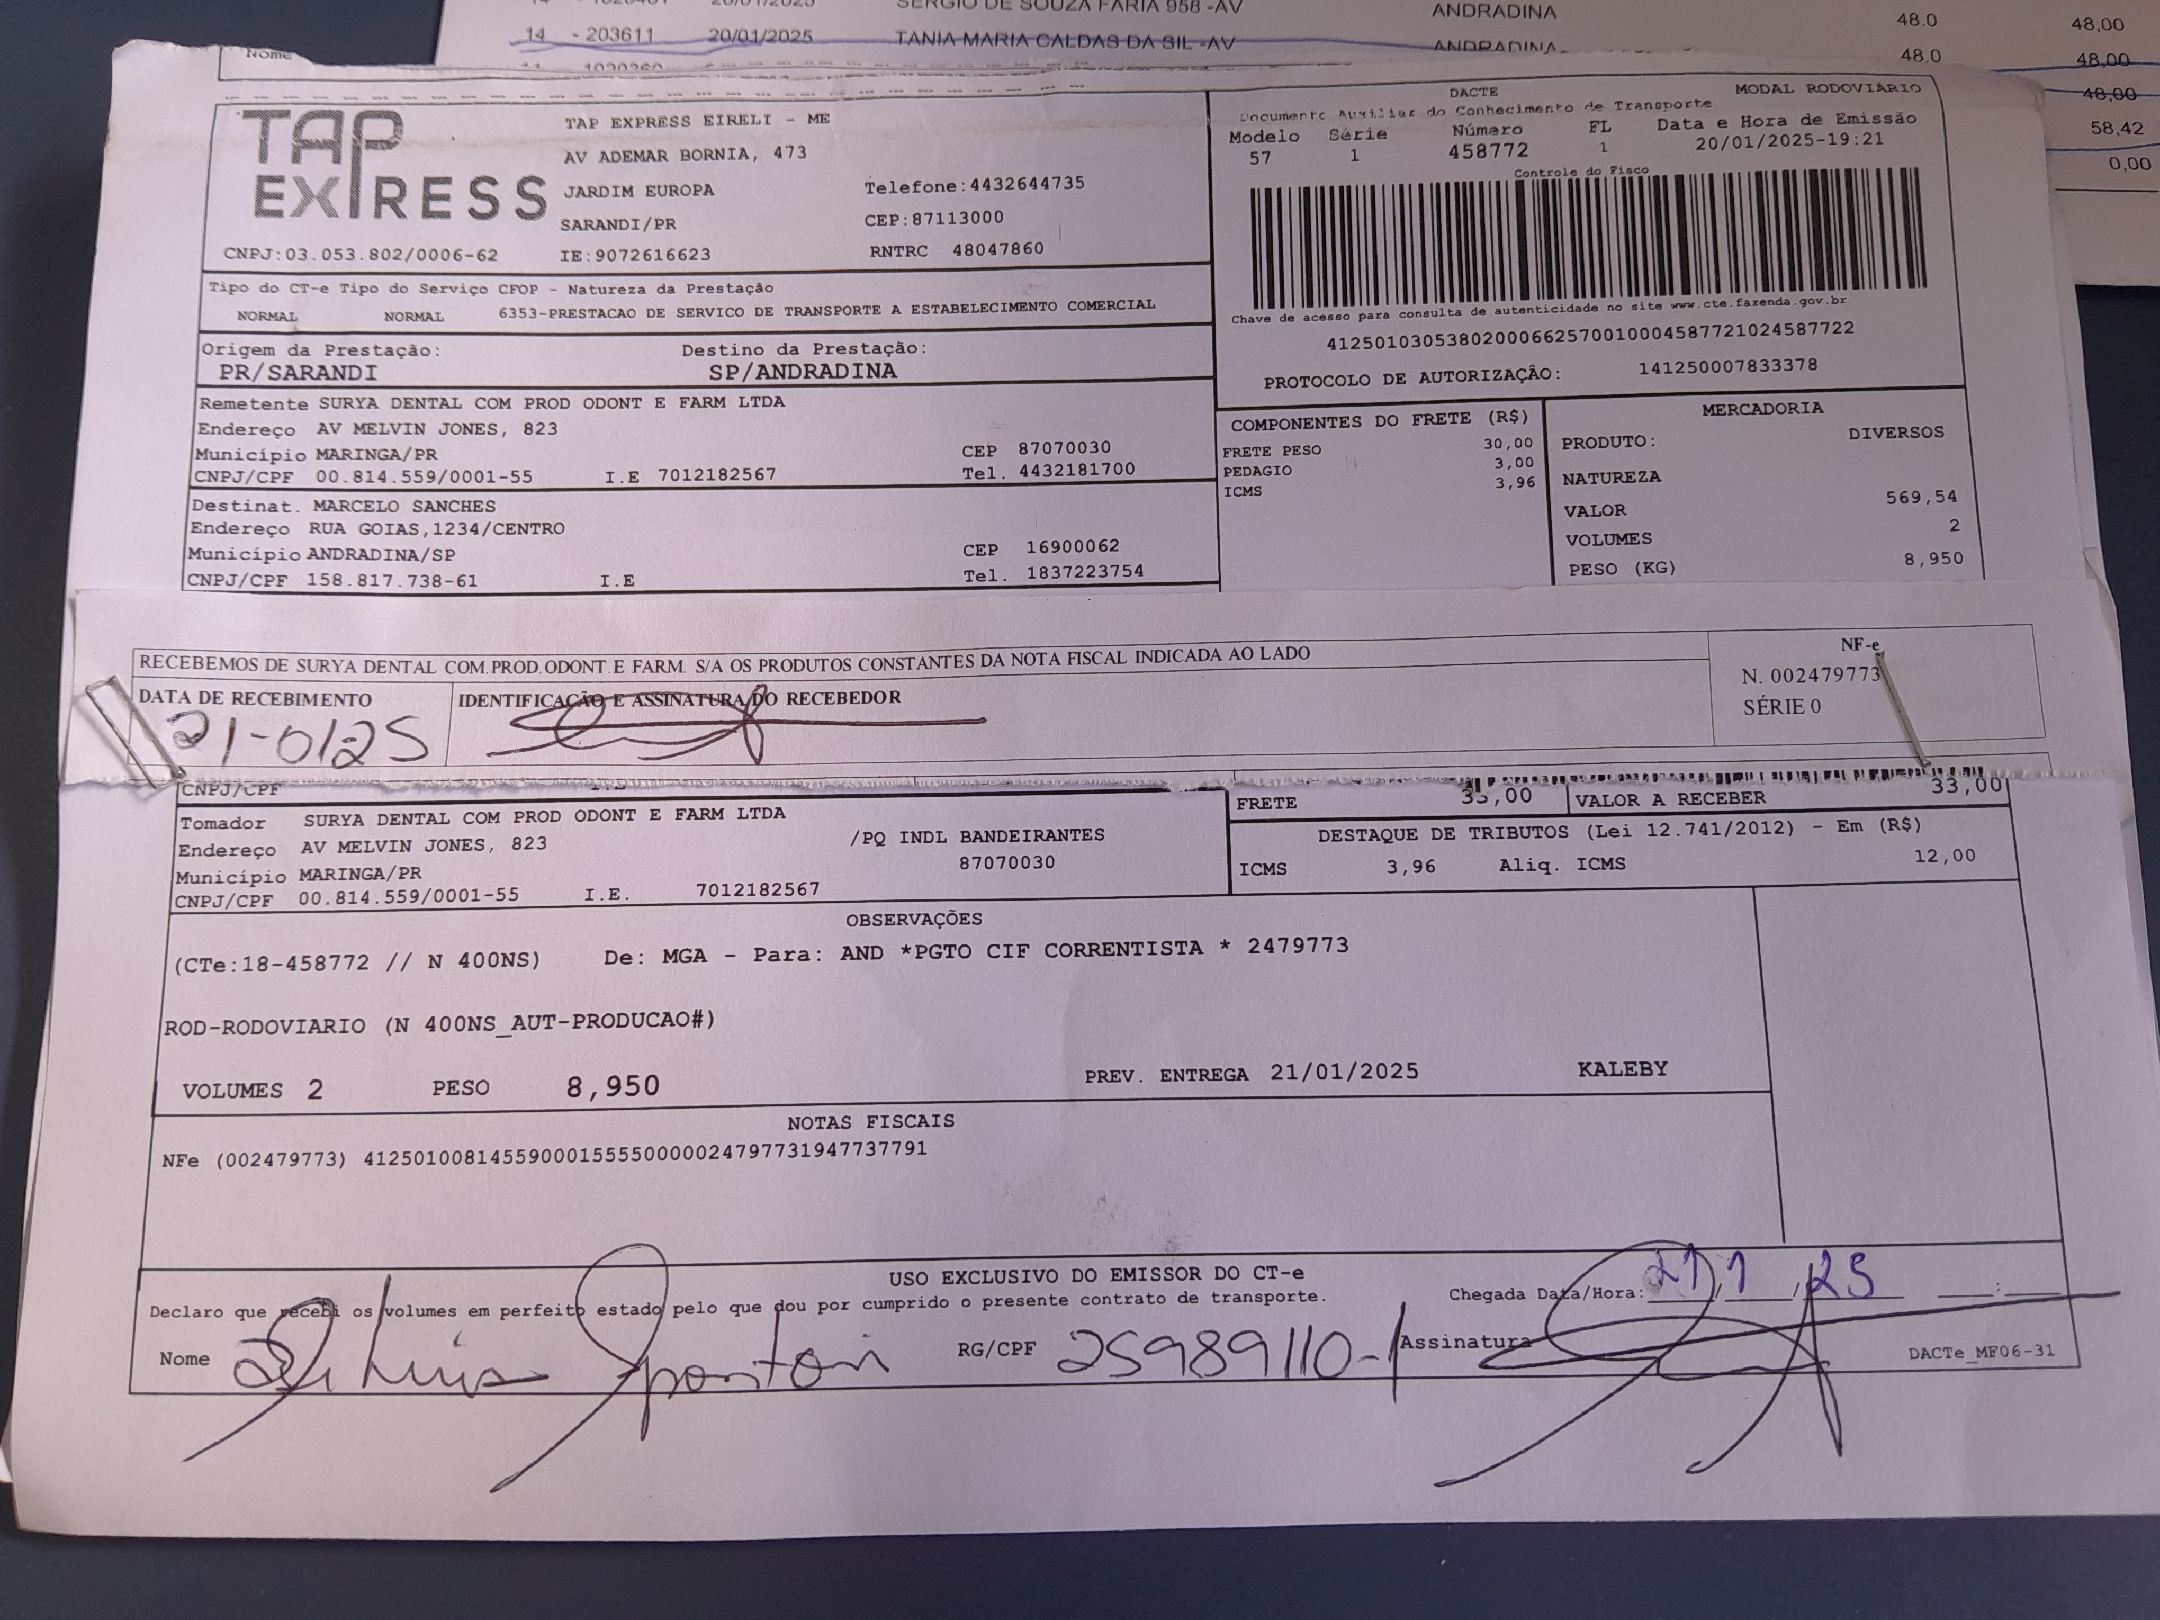 SERGIO DE SOUZA FARIA 958 -AV ANDRADINA 48.0 48,00
14 - 203611 20/01/2025 TANIA MARIA CALDAS DA SIL -AV ANDRADINA 48.0 48,00
48,00
58,42
0,00
Nome
TAP EXPRESS
TAP EXPRESS EIRELI - ME
AV ADEMAR BORNIA, 473
JARDIM EUROPA Telefone:4432644735
SARANDI/PR CEP:87113000
CNPJ:03.053.802/0006-62 IE:9072616623 RNTRC 48047860
DACTE MODAL RODOVIÁRIO
Documento Auxiliar do Conhecimento de Transporte
Modelo Série Número FL Data e Hora de Emissão
57 1 458772 1 20/01/2025-19:21
Controle do Fisco
Chave de acesso para consulta de autenticidade no site www.cte.fazenda.gov.br
41250103053802000662570010004587721024587722
PROTOCOLO DE AUTORIZAÇÃO: 141250007833378
Tipo do CT-e Tipo do Serviço CFOP - Natureza da Prestação
NORMAL NORMAL 6353-PRESTACAO DE SERVICO DE TRANSPORTE A ESTABELECIMENTO COMERCIAL
Origem da Prestação: Destino da Prestação:
PR/SARANDI SP/ANDRADINA
Remetente SURYA DENTAL COM PROD ODONT E FARM LTDA
Endereço AV MELVIN JONES, 823
Município MARINGA/PR CEP 87070030
CNPJ/CPF 00.814.559/0001-55 I.E 7012182567 Tel. 4432181700
Destinat. MARCELO SANCHES
Endereço RUA GOIAS,1234/CENTRO
Município ANDRADINA/SP CEP 16900062
CNPJ/CPF 158.817.738-61 I.E Tel. 1837223754
COMPONENTES DO FRETE (R$)
FRETE PESO 30,00
PEDAGIO 3,00
ICMS 3,96
MERCADORIA
PRODUTO: DIVERSOS
NATUREZA
VALOR 569,54
VOLUMES 2
PESO (KG) 8,950
RECEBEMOS DE SURYA DENTAL COM.PROD.ODONT.E FARM. S/A OS PRODUTOS CONSTANTES DA NOTA FISCAL INDICADA AO LADO
DATA DE RECEBIMENTO IDENTIFICAÇÃO E ASSINATURA DO RECEBEDOR
21-0125
NF-e
N. 002479773
SÉRIE 0
CNPJ/CPF
FRETE 33,00 VALOR A RECEBER 33,00
Tomador SURYA DENTAL COM PROD ODONT E FARM LTDA
Endereço AV MELVIN JONES, 823 /PQ INDL BANDEIRANTES
Município MARINGA/PR 87070030
CNPJ/CPF 00.814.559/0001-55 I.E. 7012182567
DESTAQUE DE TRIBUTOS (Lei 12.741/2012) - Em (R$)
ICMS 3,96 Aliq. ICMS 12,00
OBSERVAÇÕES
(CTe:18-458772 // N 400NS) De: MGA - Para: AND *PGTO CIF CORRENTISTA * 2479773
ROD-RODOVIARIO (N 400NS_AUT-PRODUCAO#)
VOLUMES 2 PESO 8,950 PREV. ENTREGA 21/01/2025 KALEBY
NOTAS FISCAIS
NFe (002479773) 41250100814559000155550000024797731947737791
USO EXCLUSIVO DO EMISSOR DO CT-e
Declaro que recebi os volumes em perfeito estado pelo que dou por cumprido o presente contrato de transporte. Chegada Data/Hora: 21/1/25 :
Nome RG/CPF 25989110-1 Assinatura
DACTe_MF06-31